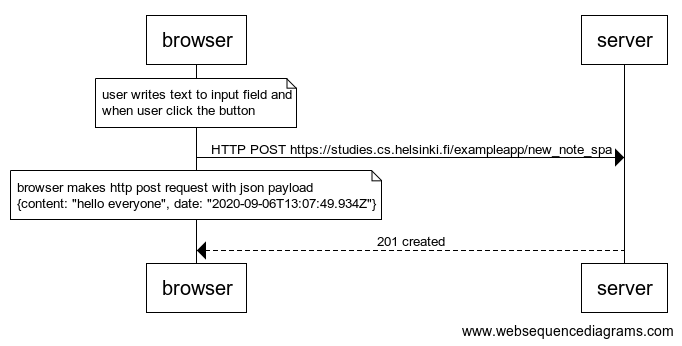 browser
server
user writes text to input field and
when user click the button
HTTP POST https://studies.cs.helsinki.fi/exampleapp/new_note_spa
browser makes http post request with json payload
{content: "hello everyone", date: "2020-09-06T13:07:49.934Z"}
201 created
browser
server
www.websequencediagrams.com